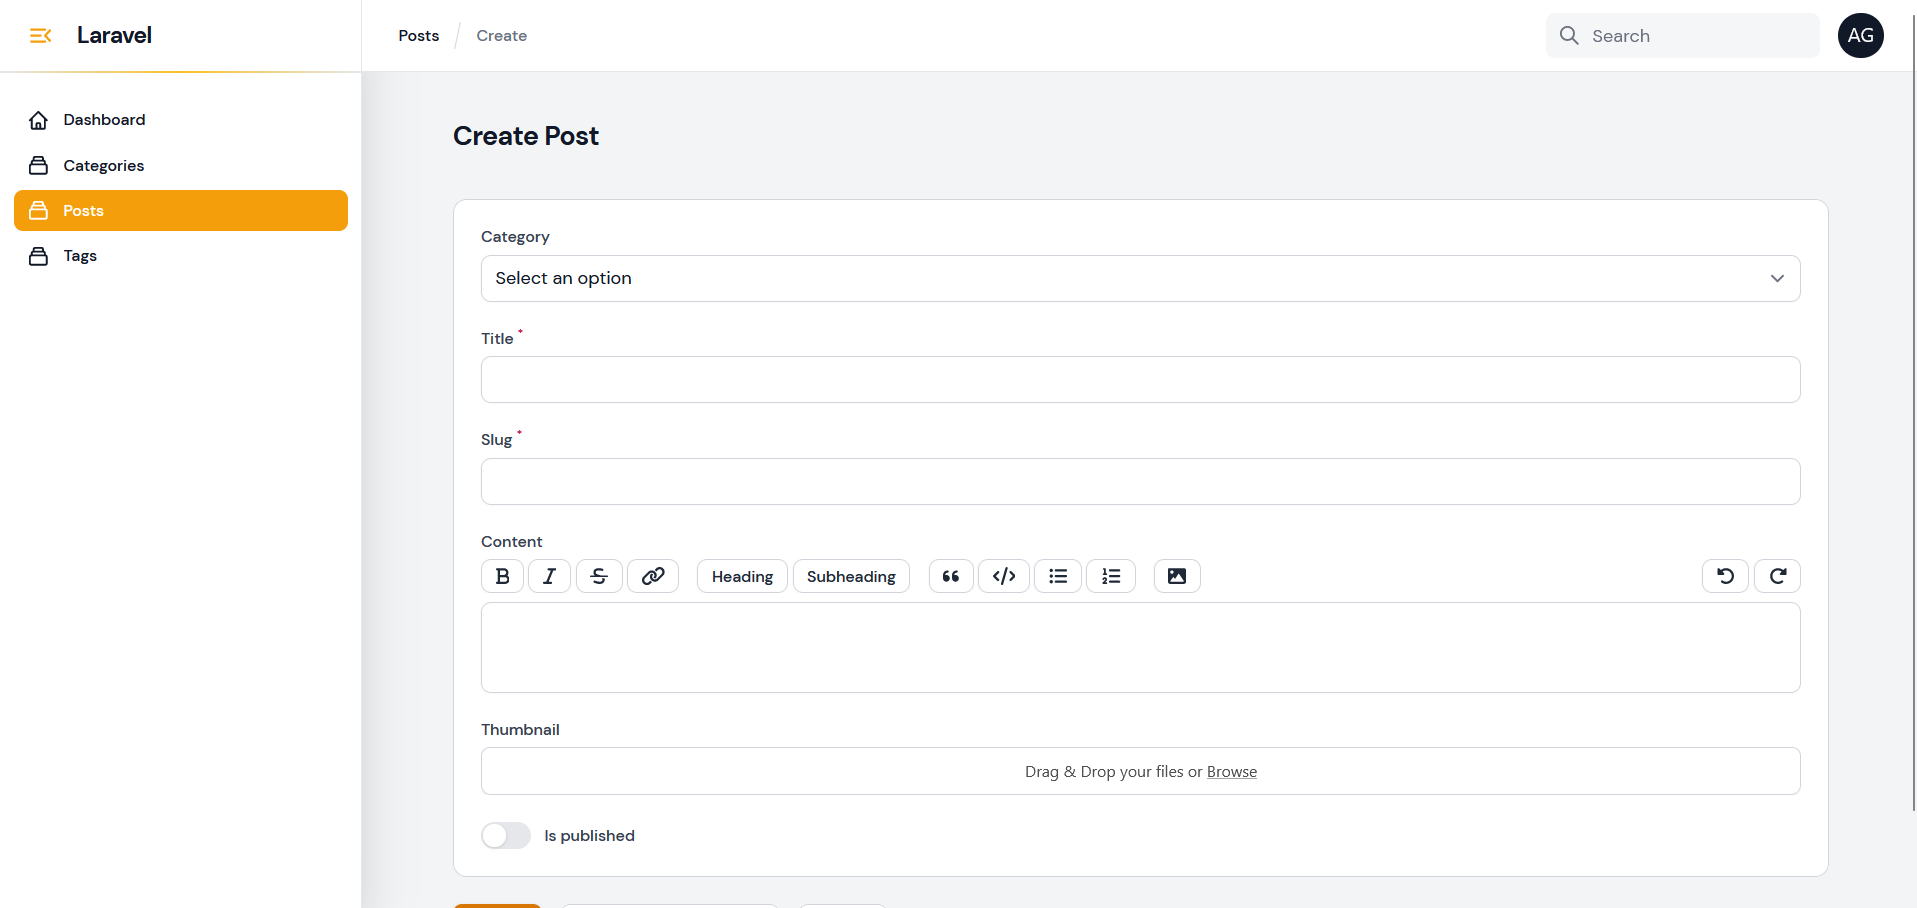 Laravel
Posts / Create
Search
AG
Dashboard
Categories
Posts
Tags
Create Post
Category
Select an option
Title *
Slug *
Content
B I S Heading Subheading
Thumbnail
Drag & Drop your files or Browse
Is published